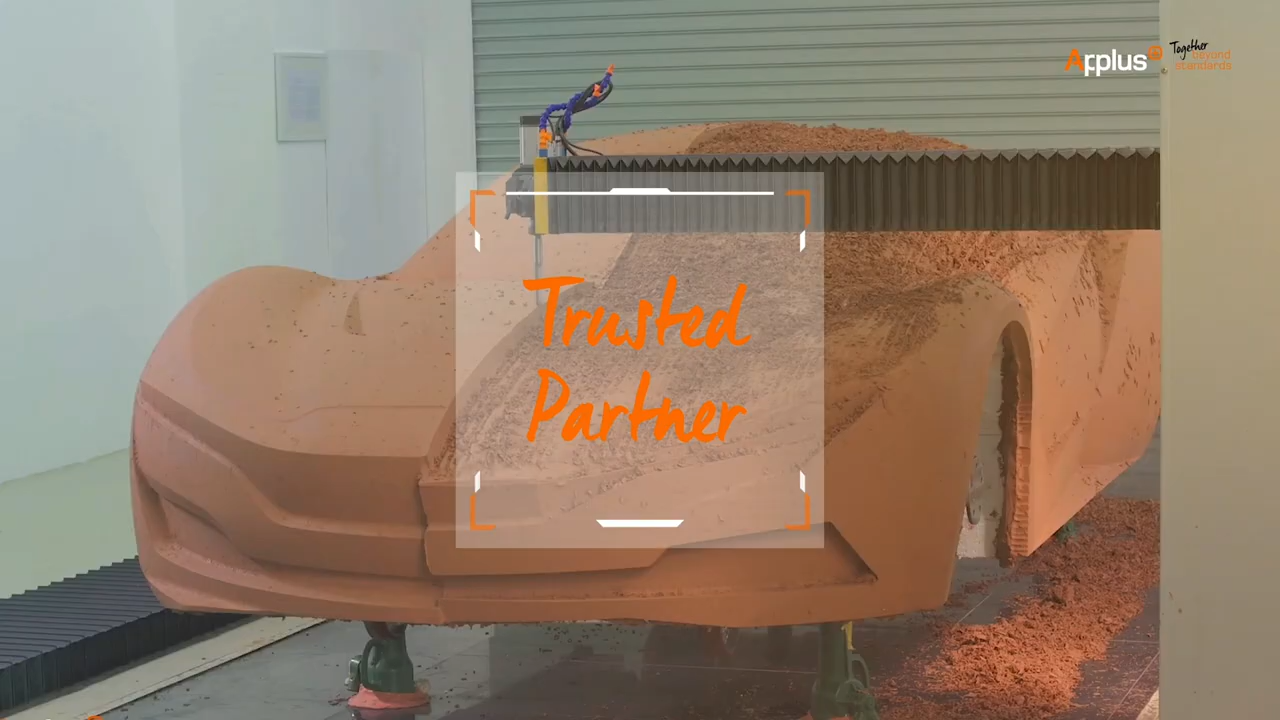 Applus+
Together
beyond
standards
Trusted
Partner